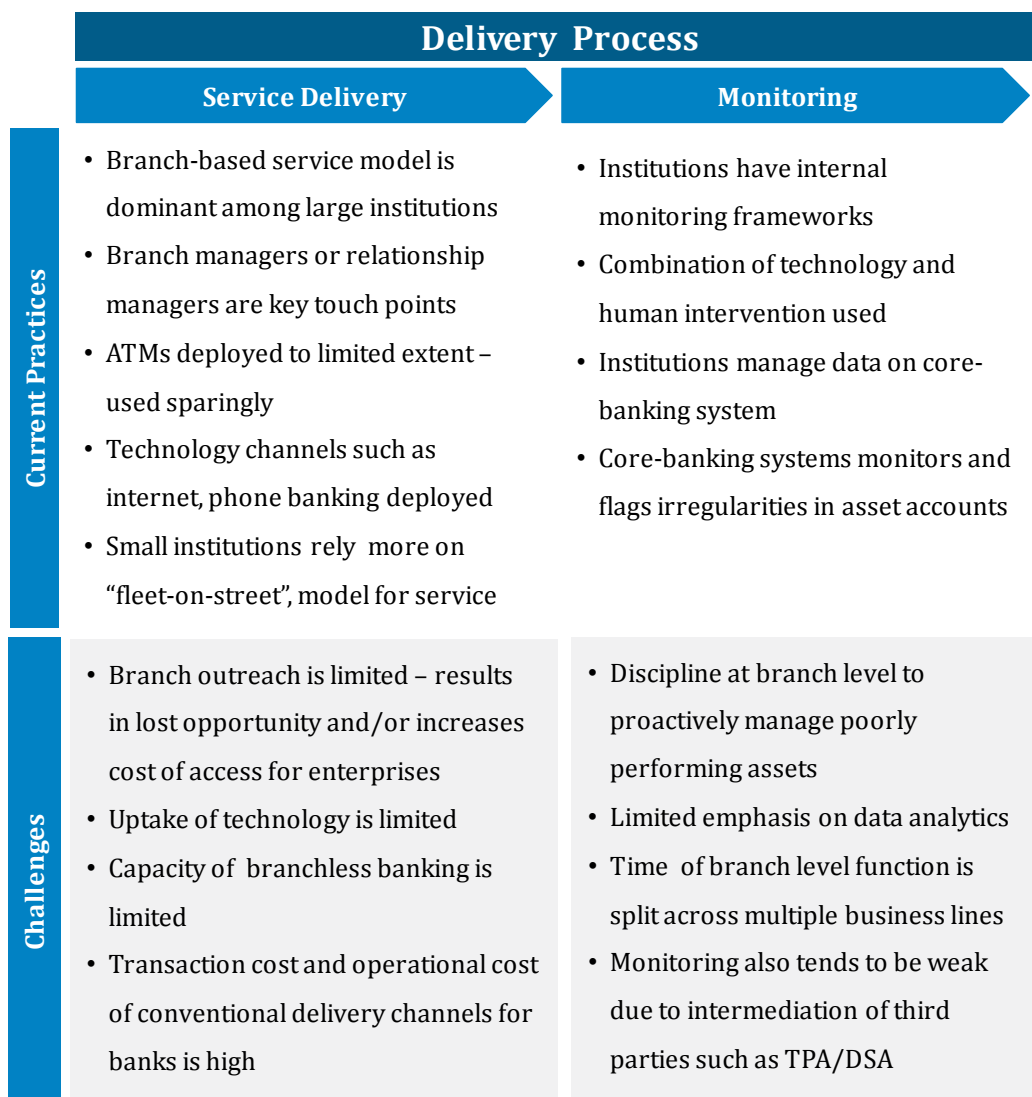 Delivery Process
Service Delivery
Monitoring
Current Practices
• Branch-based service model is
dominant among large institutions
• Branch managers or relationship
managers are key touch points
• ATMs deployed to limited extent –
used sparingly
• Technology channels such as
internet, phone banking deployed
• Small institutions rely more on
“fleet-on-street”, model for service
• Institutions have internal
monitoring frameworks
• Combination of technology and
human intervention used
• Institutions manage data on core-
banking system
• Core-banking systems monitors and
flags irregularities in asset accounts
Challenges
• Branch outreach is limited – results
in lost opportunity and/or increases
cost of access for enterprises
• Uptake of technology is limited
• Capacity of branchless banking is
limited
• Transaction cost and operational cost
of conventional delivery channels for
banks is high
• Discipline at branch level to
proactively manage poorly
performing assets
• Limited emphasis on data analytics
• Time of branch level function is
split across multiple business lines
• Monitoring also tends to be weak
due to intermediation of third
parties such as TPA/DSA